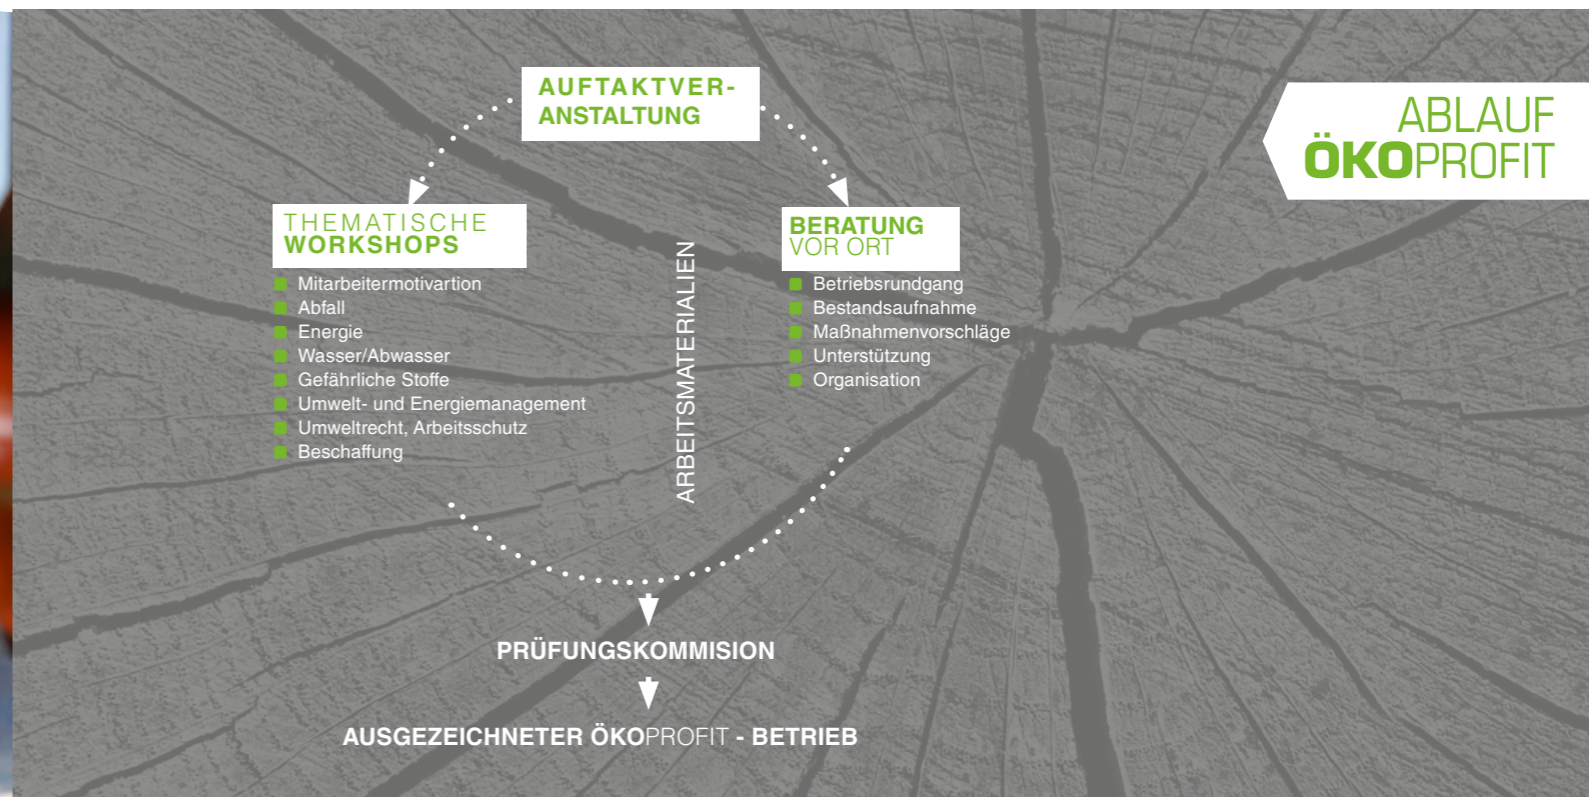 ABLAUF
ÖKOPROFIT
AUFTAKTVER-
ANSTALTUNG
THEMATISCHE
WORKSHOPS
Mitarbeitermotivartion
Abfall
Energie
Wasser/Abwasser
Gefährliche Stoffe
Umwelt- und Energiemanagement
Umweltrecht, Arbeitsschutz
Beschaffung
ARBEITSMATERIALIEN
BERATUNG
VOR ORT
Betriebsrundgang
Bestandsaufnahme
Maßnahmenvorschläge
Unterstützung
Organisation
PRÜFUNGSKOMMISION
AUSGEZEICHNETER ÖKOPROFIT - BETRIEB